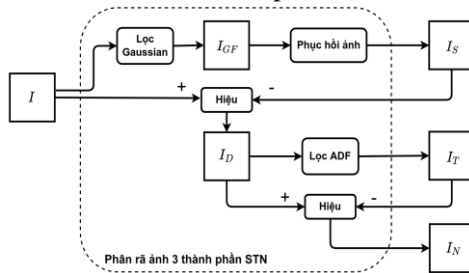 Lọc
Gaussian
I_GF
Phục hồi ảnh
I_S
I
+
Hiệu
-
I_D
Lọc ADF
I_T
+
Hiệu
-
Phân rã ảnh 3 thành phần STN
I_N